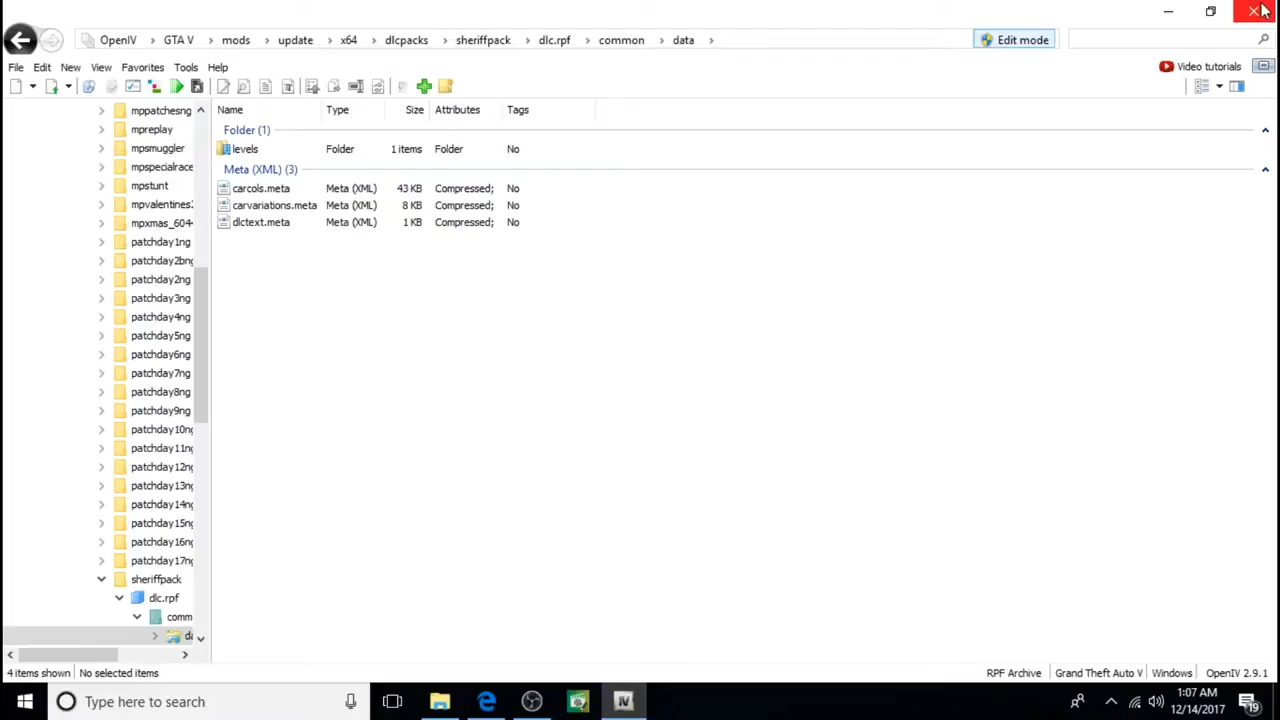 OpenIV GTA V mods update x64 dlcpacks sheriffpack dlc.rpf common data Edit mode
File Edit New View Favorites Tools Help Video tutorials
mppatchesng
mpreplay
mpsmuggler
mpspecialrace
mpstunt
mpvalentines2
mpxmas_604
patchday1ng
patchday2bng
patchday2ng
patchday3ng
patchday4ng
patchday5ng
patchday6ng
patchday7ng
patchday8ng
patchday9ng
patchday10ng
patchday11ng
patchday12ng
patchday13ng
patchday14ng
patchday15ng
patchday16ng
patchday17ng
sheriffpack
dlc.rpf
comm
da
Name Type Size Attributes Tags
Folder (1)
levels Folder 1 items Folder No
Meta (XML) (3)
carcols.meta Meta (XML) 43 KB Compressed; No
carvariations.meta Meta (XML) 8 KB Compressed; No
dlctext.meta Meta (XML) 1 KB Compressed; No
4 items shown No selected items RPF Archive Grand Theft Auto V Windows OpenIV 2.9.1
Type here to search IV 1:07 AM
12/14/2017 19